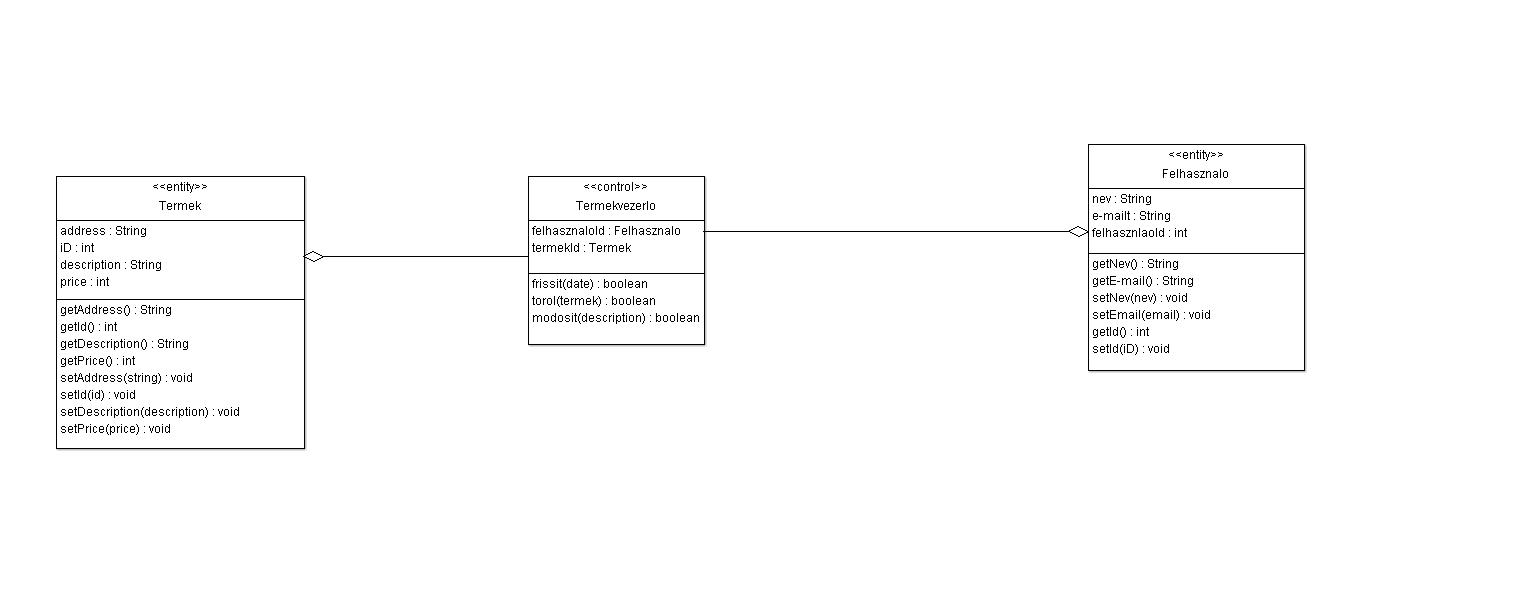 <<entity>>
Termek
address : String
iD : int
description : String
price : int
getAddress() : String
getId() : int
getDescription() : String
getPrice() : int
setAddress(string) : void
setId(id) : void
setDescription(description) : void
setPrice(price) : void
<<control>>
Termekvezerlo
felhasznaloId : Felhasznalo
termekId : Termek
frissit(date) : boolean
torol(termek) : boolean
modosit(description) : boolean
<<entity>>
Felhasznalo
nev : String
e-mailt : String
felhasznlaoId : int
getNev() : String
getE-mail() : String
setNev(nev) : void
setEmail(email) : void
getId() : int
setId(iD) : void